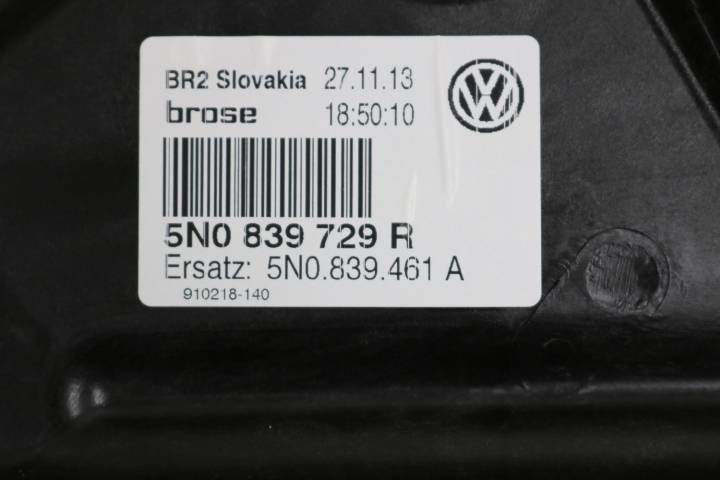 BR2 Slovakia 27.11.13
brose 18:50:10
5N0 839 729 R
Ersatz: 5N0.839.461 A
910218-140